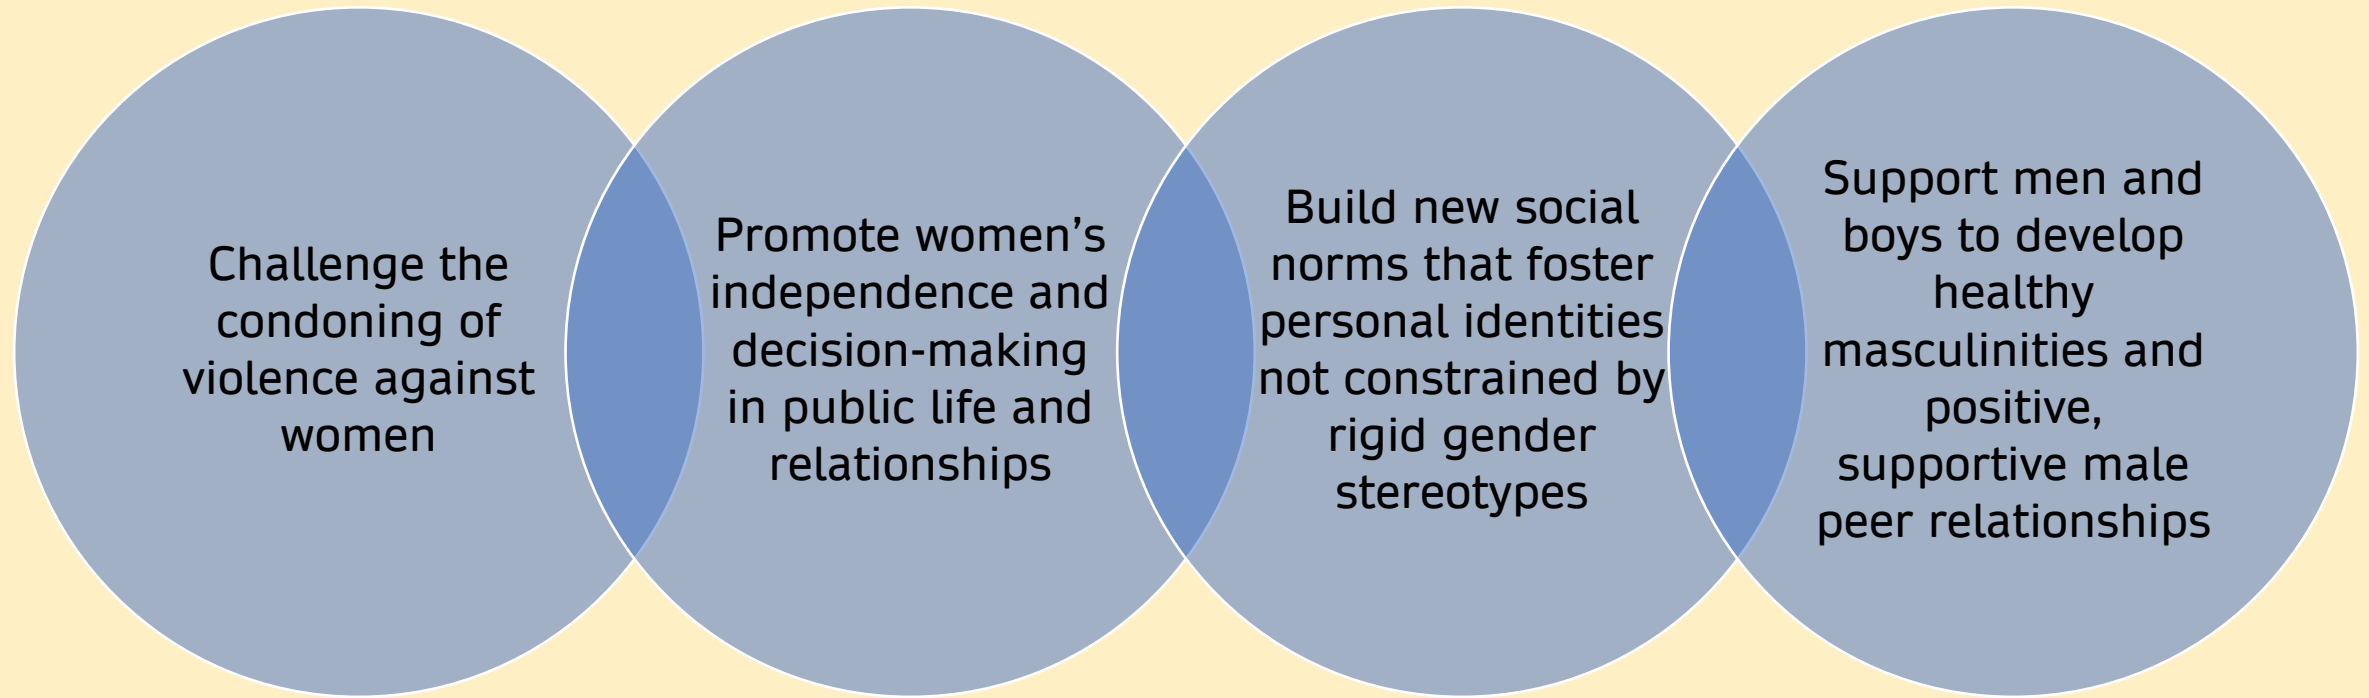 Challenge the
condoning of
violence against
women
Promote women’s
independence and
decision-making
in public life and
relationships
Build new social
norms that foster
personal identities
not constrained by
rigid gender
stereotypes
Support men and
boys to develop
healthy
masculinities and
positive,
supportive male
peer relationships